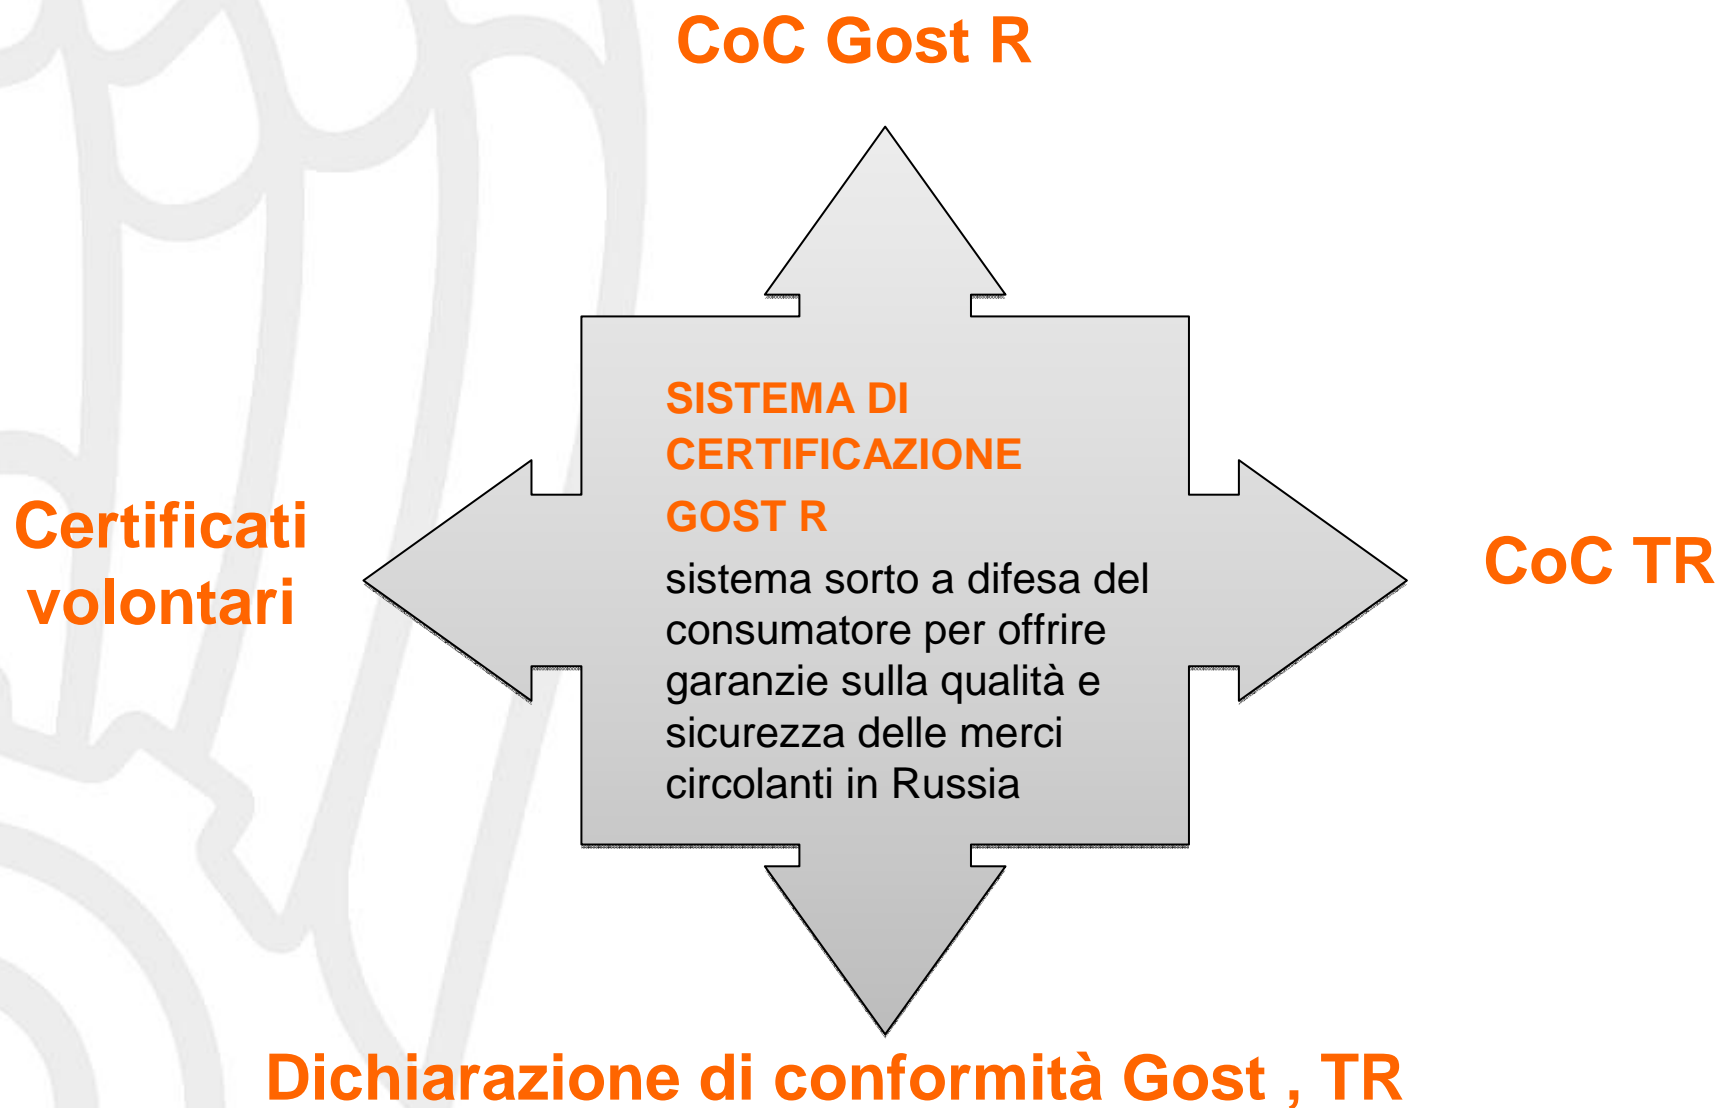 CoC Gost R
SISTEMA DI
CERTIFICAZIONE
GOST R
sistema sorto a difesa del
consumatore per offrire
garanzie sulla qualità e
sicurezza delle merci
circolanti in Russia
Certificati
volontari
CoC TR
Dichiarazione di conformità Gost , TR